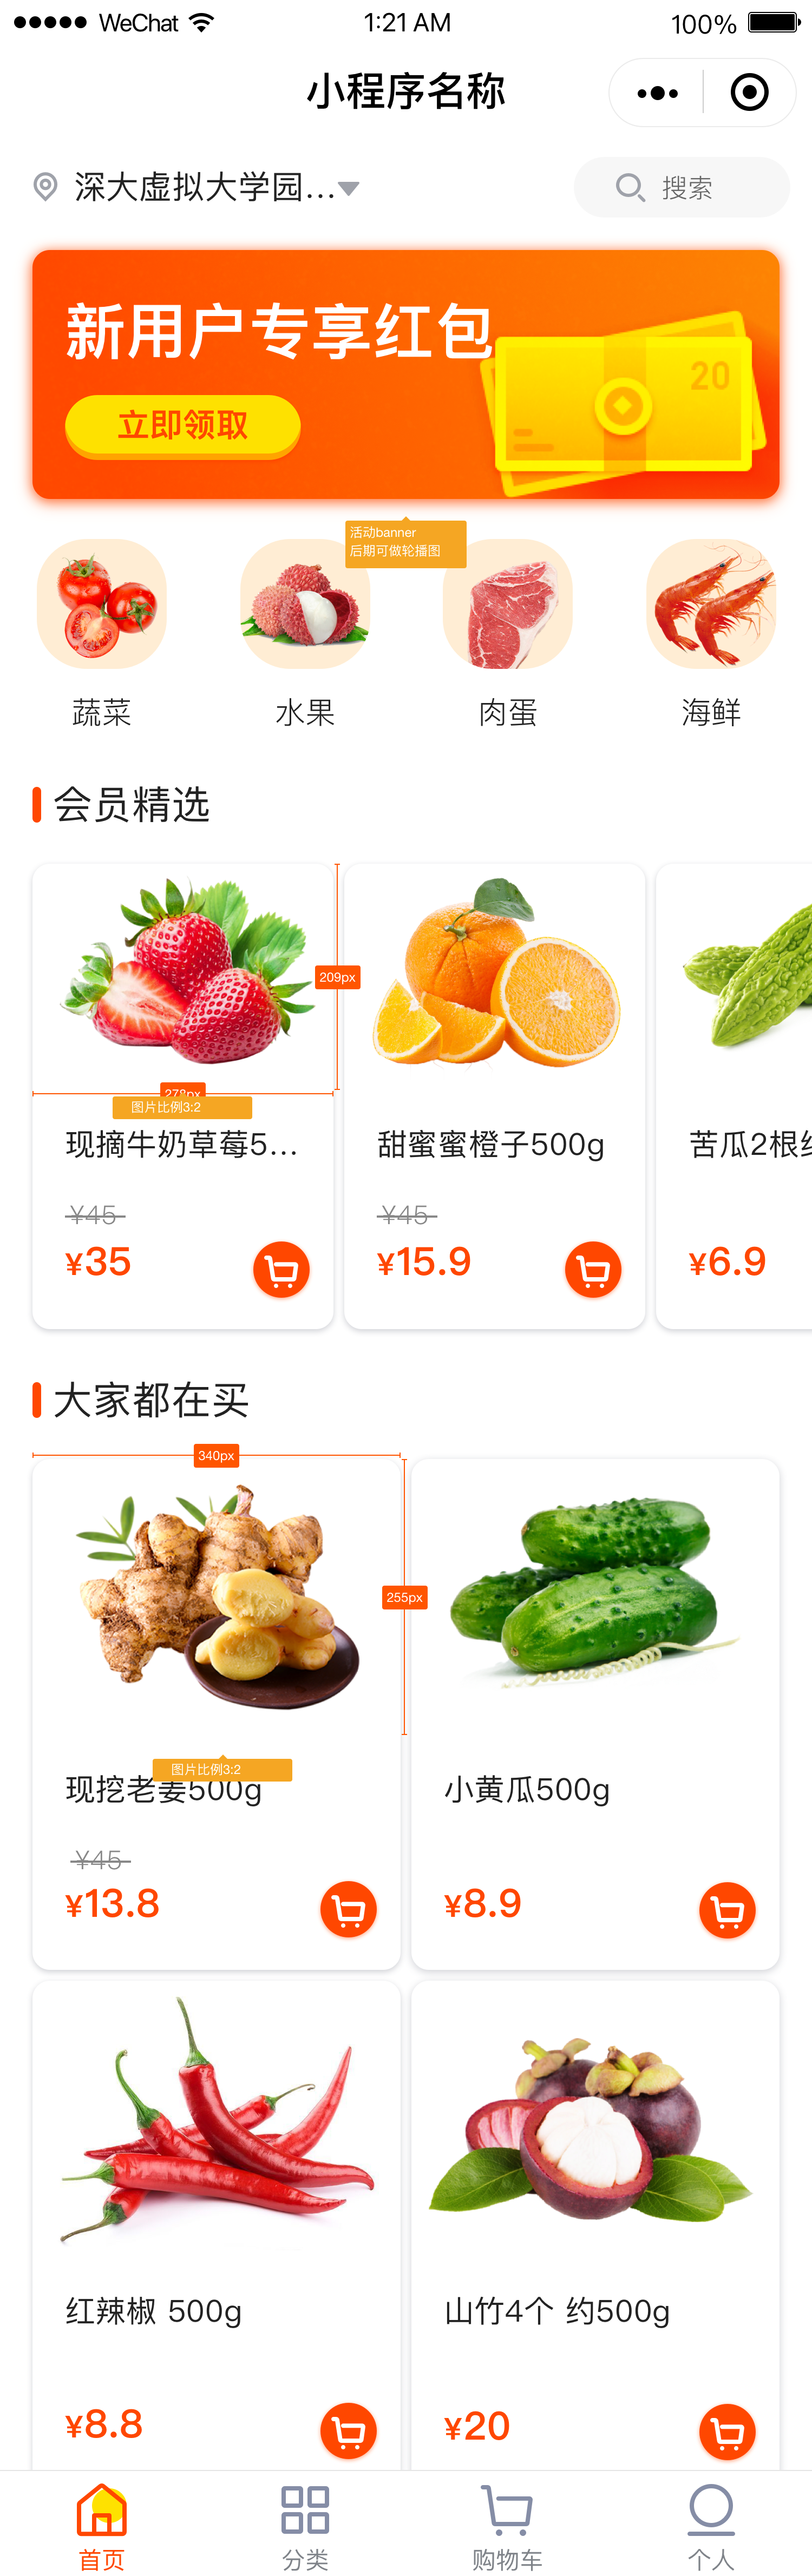 WeChat
1:21 AM
100%
小程序名称
深大虚拟大学园...
搜索
新用户专享红包
立即领取
20
活动banner
后期可做轮播图
蔬菜
水果
肉蛋
海鲜
会员精选
209px
278px
图片比例3:2
现摘牛奶草莓5...
甜蜜蜜橙子500g
苦瓜2根
¥45
¥45
¥35
¥15.9
¥6.9
大家都在买
340px
255px
图片比例3:2
现挖老姜500g
小黄瓜500g
¥45
¥13.8
¥8.9
红辣椒 500g
山竹4个 约500g
¥8.8
¥20
首页
分类
购物车
个人